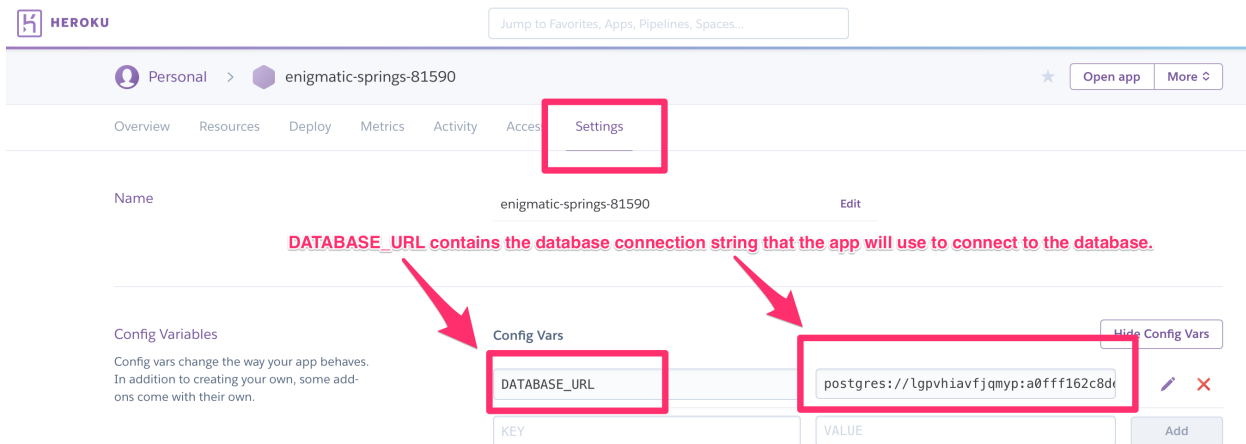 HEROKU
Jump to Favorites, Apps, Pipelines, Spaces...
Personal > enigmatic-springs-81590
Open app More
Overview Resources Deploy Metrics Activity Access Settings
Name
enigmatic-springs-81590 Edit
DATABASE_URL contains the database connection string that the app will use to connect to the database.
Config Variables
Config vars change the way your app behaves.
In addition to creating your own, some add-
ons come with their own.
Config Vars
Hide Config Vars
DATABASE_URL
postgres://lgpvhiavfjqmyp:a0fff162c8d
KEY VALUE Add